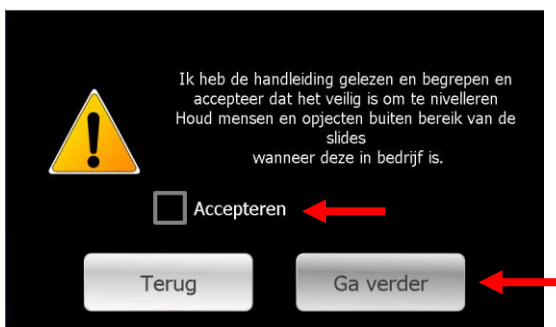 Ik heb de handleiding gelezen en begrepen en
accepteer dat het veilig is om te nivelleren
Houd mensen en opjecten buiten bereik van de
slides
wanneer deze in bedrijf is.
Accepteren
Terug
Ga verder